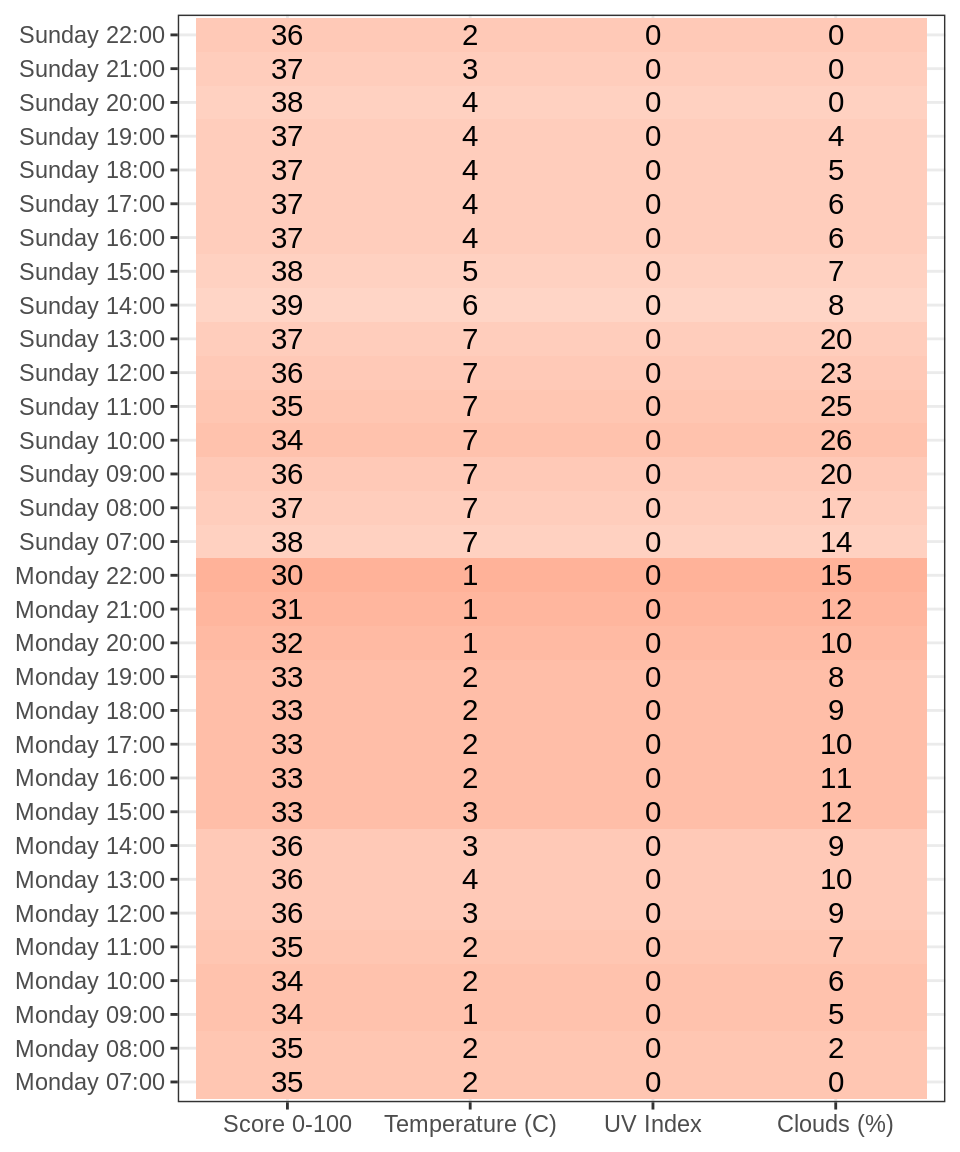 Sunday 22:00 36 2 0 0
Sunday 21:00 37 3 0 0
Sunday 20:00 38 4 0 0
Sunday 19:00 37 4 0 4
Sunday 18:00 37 4 0 5
Sunday 17:00 37 4 0 6
Sunday 16:00 37 4 0 6
Sunday 15:00 38 5 0 7
Sunday 14:00 39 6 0 8
Sunday 13:00 37 7 0 20
Sunday 12:00 36 7 0 23
Sunday 11:00 35 7 0 25
Sunday 10:00 34 7 0 26
Sunday 09:00 36 7 0 20
Sunday 08:00 37 7 0 17
Sunday 07:00 38 7 0 14
Monday 22:00 30 1 0 15
Monday 21:00 31 1 0 12
Monday 20:00 32 1 0 10
Monday 19:00 33 2 0 8
Monday 18:00 33 2 0 9
Monday 17:00 33 2 0 10
Monday 16:00 33 2 0 11
Monday 15:00 33 3 0 12
Monday 14:00 36 3 0 9
Monday 13:00 36 4 0 10
Monday 12:00 36 3 0 9
Monday 11:00 35 2 0 7
Monday 10:00 34 2 0 6
Monday 09:00 34 1 0 5
Monday 08:00 35 2 0 2
Monday 07:00 35 2 0 0
Score 0-100 Temperature (C) UV Index Clouds (%)